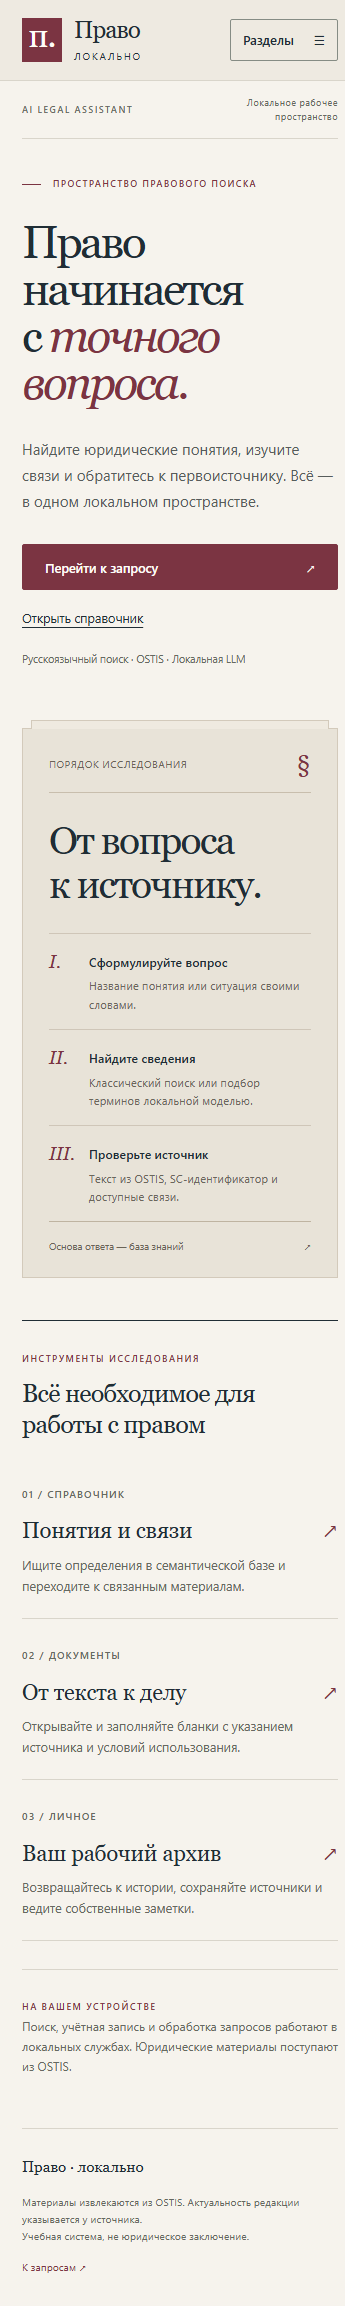 П.
Право
ЛОКАЛЬНО
Разделы ☰
AI LEGAL ASSISTANT
Локальное рабочее
пространство
ПРОСТРАНСТВО ПРАВОВОГО ПОИСКА
Право
начинается
с точного
вопроса.
Найдите юридические понятия, изучите
связи и обратитесь к первоисточнику. Всё —
в одном локальном пространстве.
Перейти к запросу ↗
Открыть справочник
Русскоязычный поиск · OSTIS · Локальная LLM
ПОРЯДОК ИССЛЕДОВАНИЯ §
От вопроса
к источнику.
I. Сформулируйте вопрос
Название понятия или ситуация своими
словами.
II. Найдите сведения
Классический поиск или подбор
терминов локальной моделью.
III. Проверьте источник
Текст из OSTIS, SC-идентификатор и
доступные связи.
Основа ответа — база знаний ↗
ИНСТРУМЕНТЫ ИССЛЕДОВАНИЯ
Всё необходимое для
работы с правом
01 / СПРАВОЧНИК
Понятия и связи ↗
Ищите определения в семантической базе и
переходите к связанным материалам.
02 / ДОКУМЕНТЫ
От текста к делу ↗
Открывайте и заполняйте бланки с указанием
источника и условий использования.
03 / ЛИЧНОЕ
Ваш рабочий архив ↗
Возвращайтесь к истории, сохраняйте источники и
ведите собственные заметки.
НА ВАШЕМ УСТРОЙСТВЕ
Поиск, учётная запись и обработка запросов работают в
локальных службах. Юридические материалы поступают
из OSTIS.
Право · локально
Материалы извлекаются из OSTIS. Актуальность редакции
указывается у источника.
Учебная система, не юридическое заключение.
К запросам ↗